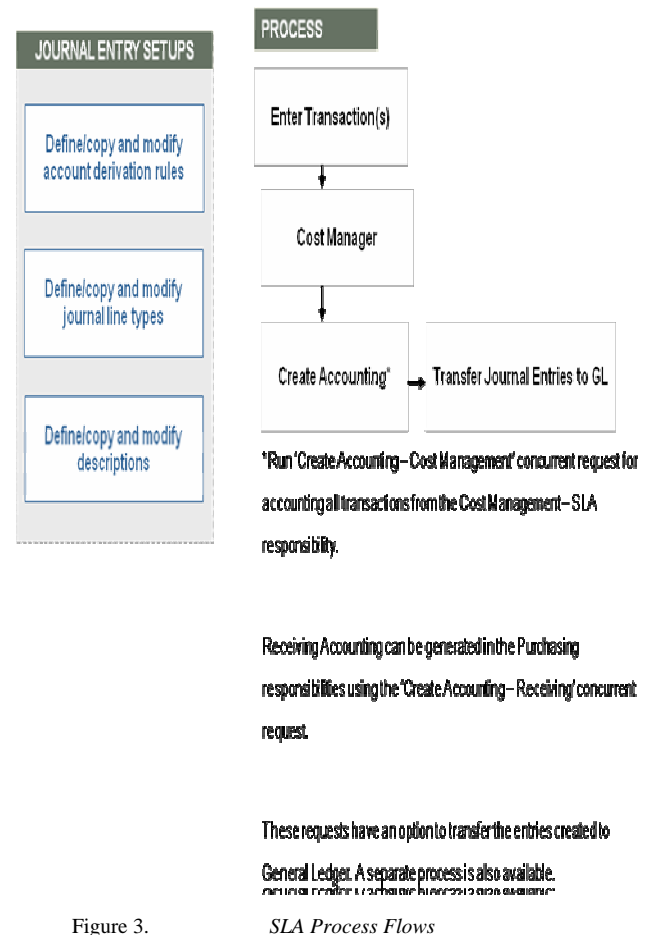 JOURNAL ENTRY SETUPS
Define/copy and modify
account derivation rules
Define/copy and modify
journal line types
Define/copy and modify
descriptions
PROCESS
Enter Transaction(s)
Cost Manager
Create Accounting*
Transfer Journal Entries to GL
*Run 'Create Accounting – Cost Management' concurrent request for
accounting all transactions from the Cost Management – SLA
responsibility.
Receiving Accounting can be generated in the Purchasing
responsibilities using the 'Create Accounting – Receiving' concurrent
request.
These requests have an option to transfer the entries created to
General Ledger. A separate process is also available.
Figure 3. SLA Process Flows